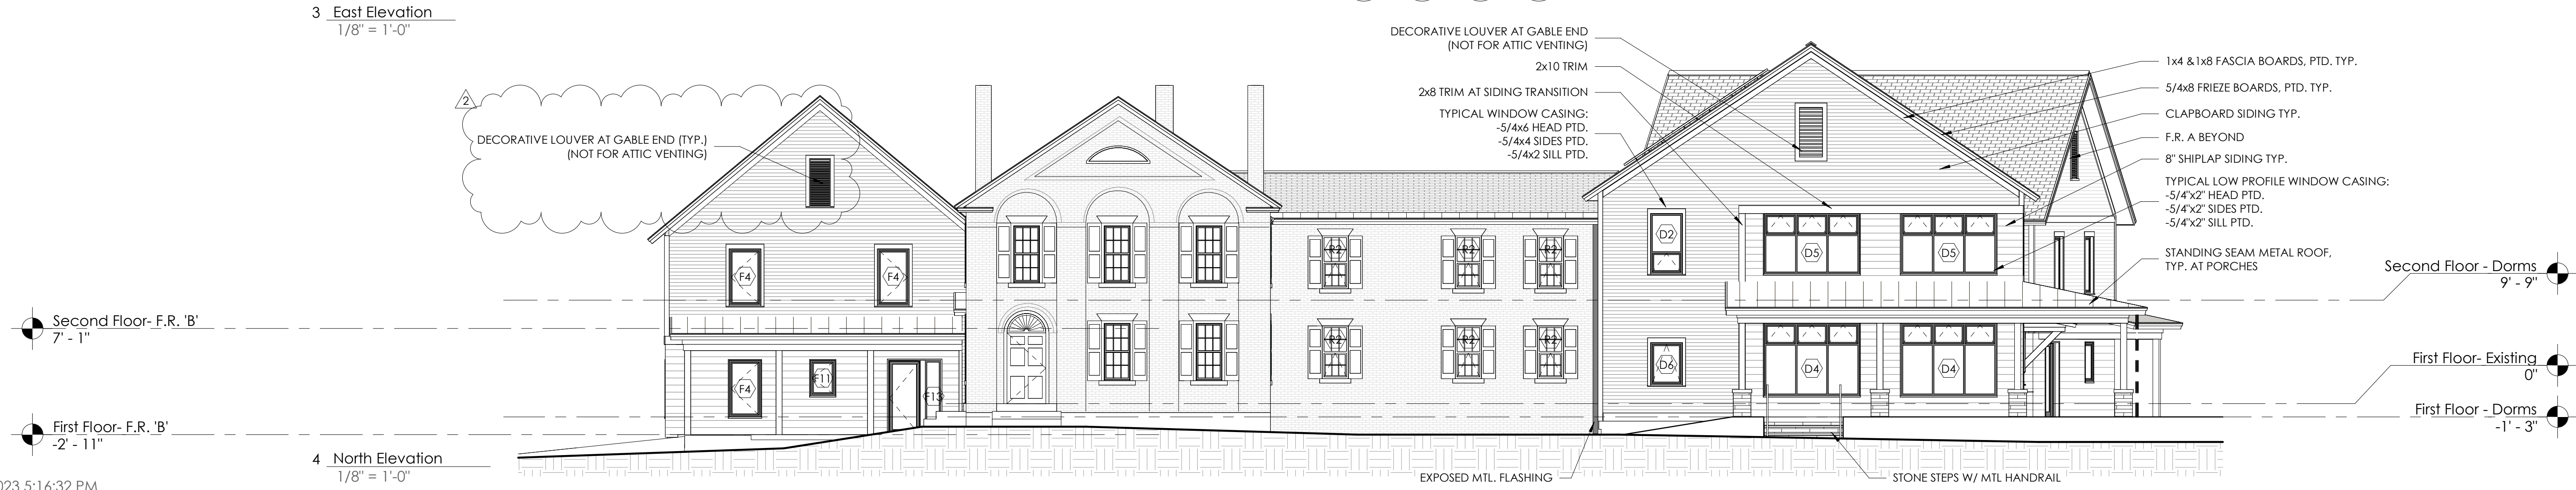 3 East Elevation
1/8" = 1'-0"
2
DECORATIVE LOUVER AT GABLE END (TYP.)
(NOT FOR ATTIC VENTING)
DECORATIVE LOUVER AT GABLE END
(NOT FOR ATTIC VENTING)
2x10 TRIM
2x8 TRIM AT SIDING TRANSITION
TYPICAL WINDOW CASING:
-5/4x6 HEAD PTD.
-5/4x4 SIDES PTD.
-5/4x2 SILL PTD.
1x4 &1x8 FASCIA BOARDS, PTD. TYP.
5/4x8 FRIEZE BOARDS, PTD. TYP.
CLAPBOARD SIDING TYP.
F.R. A BEYOND
8" SHIPLAP SIDING TYP.
TYPICAL LOW PROFILE WINDOW CASING:
-5/4"x2" HEAD PTD.
-5/4"x2" SIDES PTD.
-5/4"x2" SILL PTD.
STANDING SEAM METAL ROOF,
TYP. AT PORCHES
F4 F4 R2 R2 R2 D2 D5 D5
Second Floor- F.R. 'B'
7' - 1"
Second Floor - Dorms
9' - 9"
F4 F11 F13 R2 R2 R2 D6 D4 D4
First Floor- Existing
0"
First Floor- F.R. 'B'
-2' - 11"
First Floor - Dorms
-1' - 3"
4 North Elevation
1/8" = 1'-0"
EXPOSED MTL. FLASHING
STONE STEPS W/ MTL HANDRAIL
023 5:16:32 PM